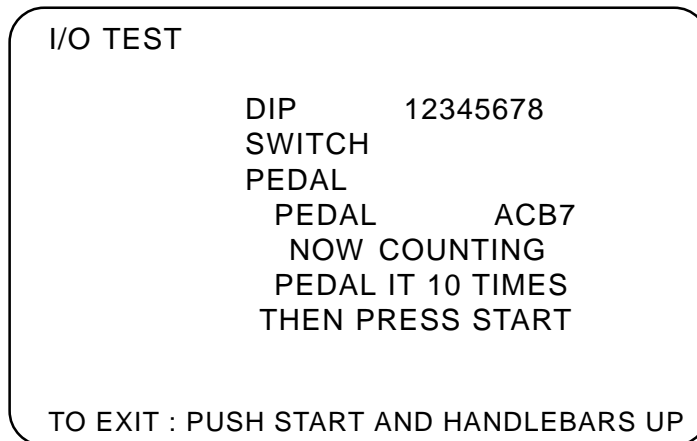 I/O TEST
DIP 12345678
SWITCH
PEDAL
PEDAL ACB7
NOW COUNTING
PEDAL IT 10 TIMES
THEN PRESS START
TO EXIT : PUSH START AND HANDLEBARS UP